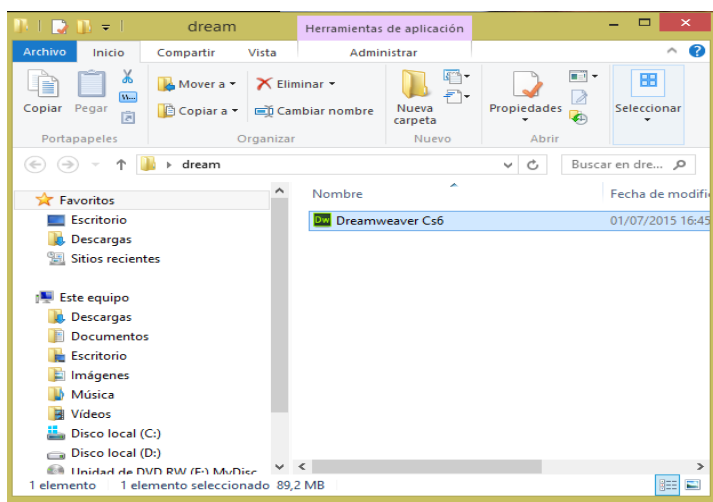 dream
Herramientas de aplicación
Archivo
Inicio
Compartir
Vista
Administrar
Copiar
Pegar
Mover a
Copiar a
Eliminar
Cambiar nombre
Nueva carpeta
Propiedades
Seleccionar
Portapapeles
Organizar
Nuevo
Abrir
dream
Buscar en dre...
Favoritos
Escritorio
Descargas
Sitios recientes
Este equipo
Descargas
Documentos
Escritorio
Imágenes
Música
Vídeos
Disco local (C:)
Disco local (D:)
Unidad de DVD RW (F:) MyDisc
Nombre
Fecha de modifi
Dw Dreamweaver Cs6
01/07/2015 16:45
1 elemento
1 elemento seleccionado 89,2 MB